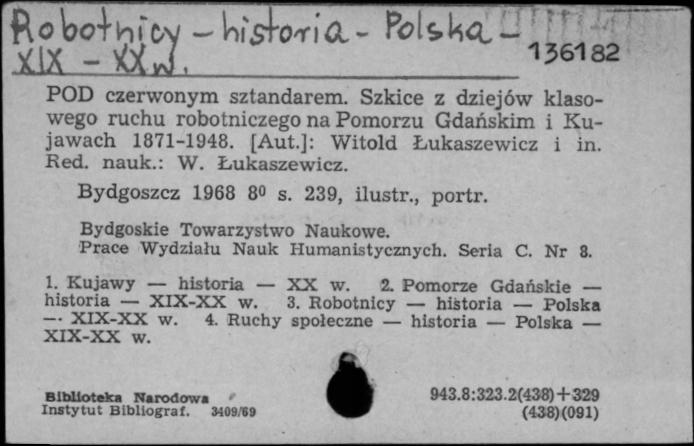 Robotnicy – historia – Polska –
XIX – XX w.
136182
POD czerwonym sztandarem. Szkice z dziejów klaso-
wego ruchu robotniczego na Pomorzu Gdańskim i Ku-
jawach 1871-1948. [Aut.]: Witold Łukaszewicz i in.
Red. nauk.: W. Łukaszewicz.
Bydgoszcz 1968 8⁰ s. 239, ilustr., portr.
Bydgoskie Towarzystwo Naukowe.
Prace Wydziału Nauk Humanistycznych. Seria C. Nr 8.
1. Kujawy — historia — XX w. 2. Pomorze Gdańskie —
historia — XIX-XX w. 3. Robotnicy — historia — Polska
— XIX-XX w. 4. Ruchy społeczne — historia — Polska —
XIX-XX w.
Biblioteka Narodowa
Instytut Bibliograf. 3409/69
943.8:323.2(438)+329
(438)(091)